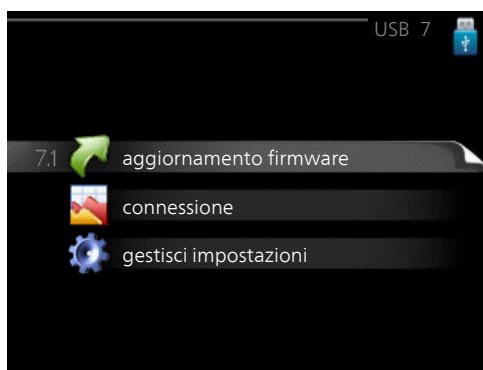 USB 7
7.1 aggiornamento firmware
connessione
gestisci impostazioni